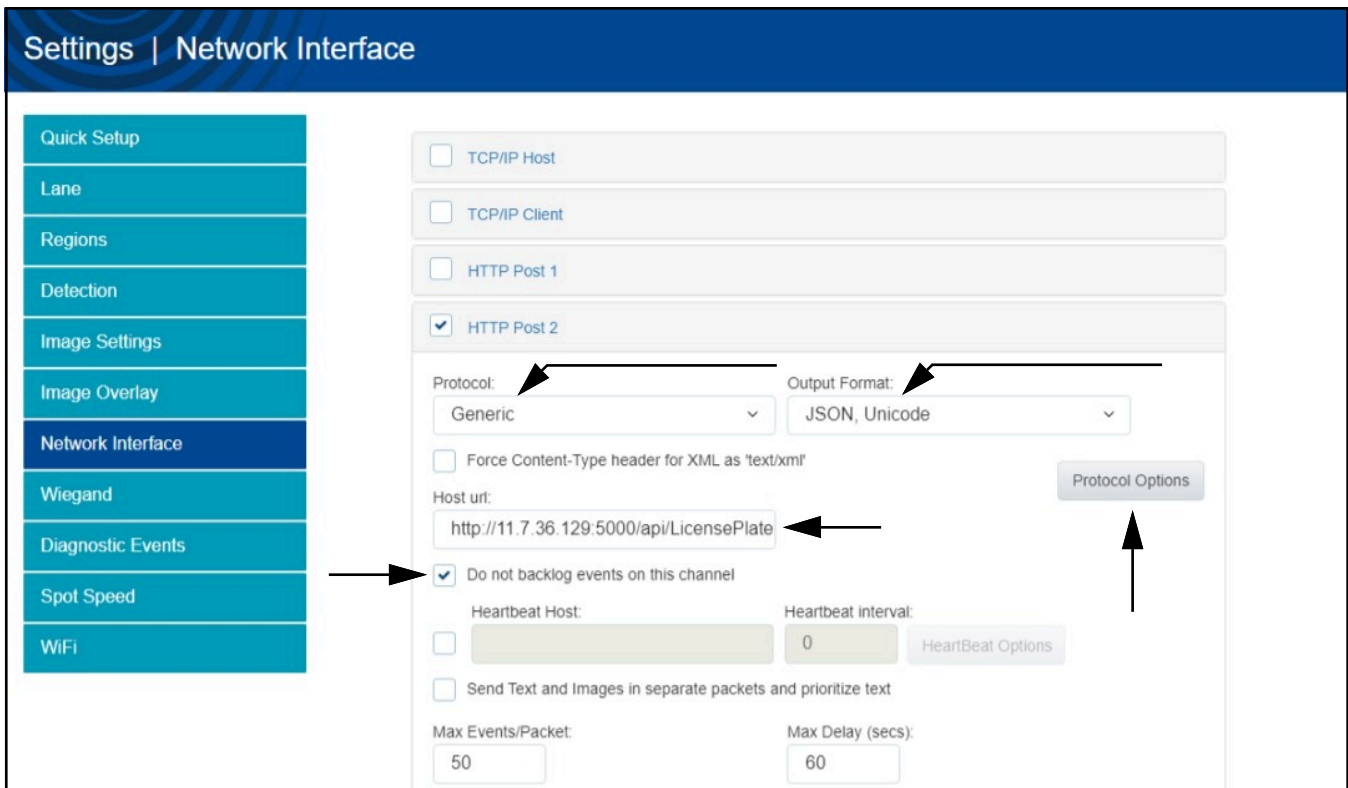 Settings | Network Interface
Quick Setup
Lane
Regions
Detection
Image Settings
Image Overlay
Network Interface
Wiegand
Diagnostic Events
Spot Speed
WiFi
TCP/IP Host
TCP/IP Client
HTTP Post 1
HTTP Post 2
Protocol: Output Format:
Generic JSON, Unicode
Force Content-Type header for XML as 'text/xml'
Protocol Options
Host url:
http://11.7.36.129:5000/api/LicensePlate
Do not backlog events on this channel
Heartbeat Host: Heartbeat interval:
0 HeartBeat Options
Send Text and Images in separate packets and prioritize text
Max Events/Packet: Max Delay (secs):
50 60